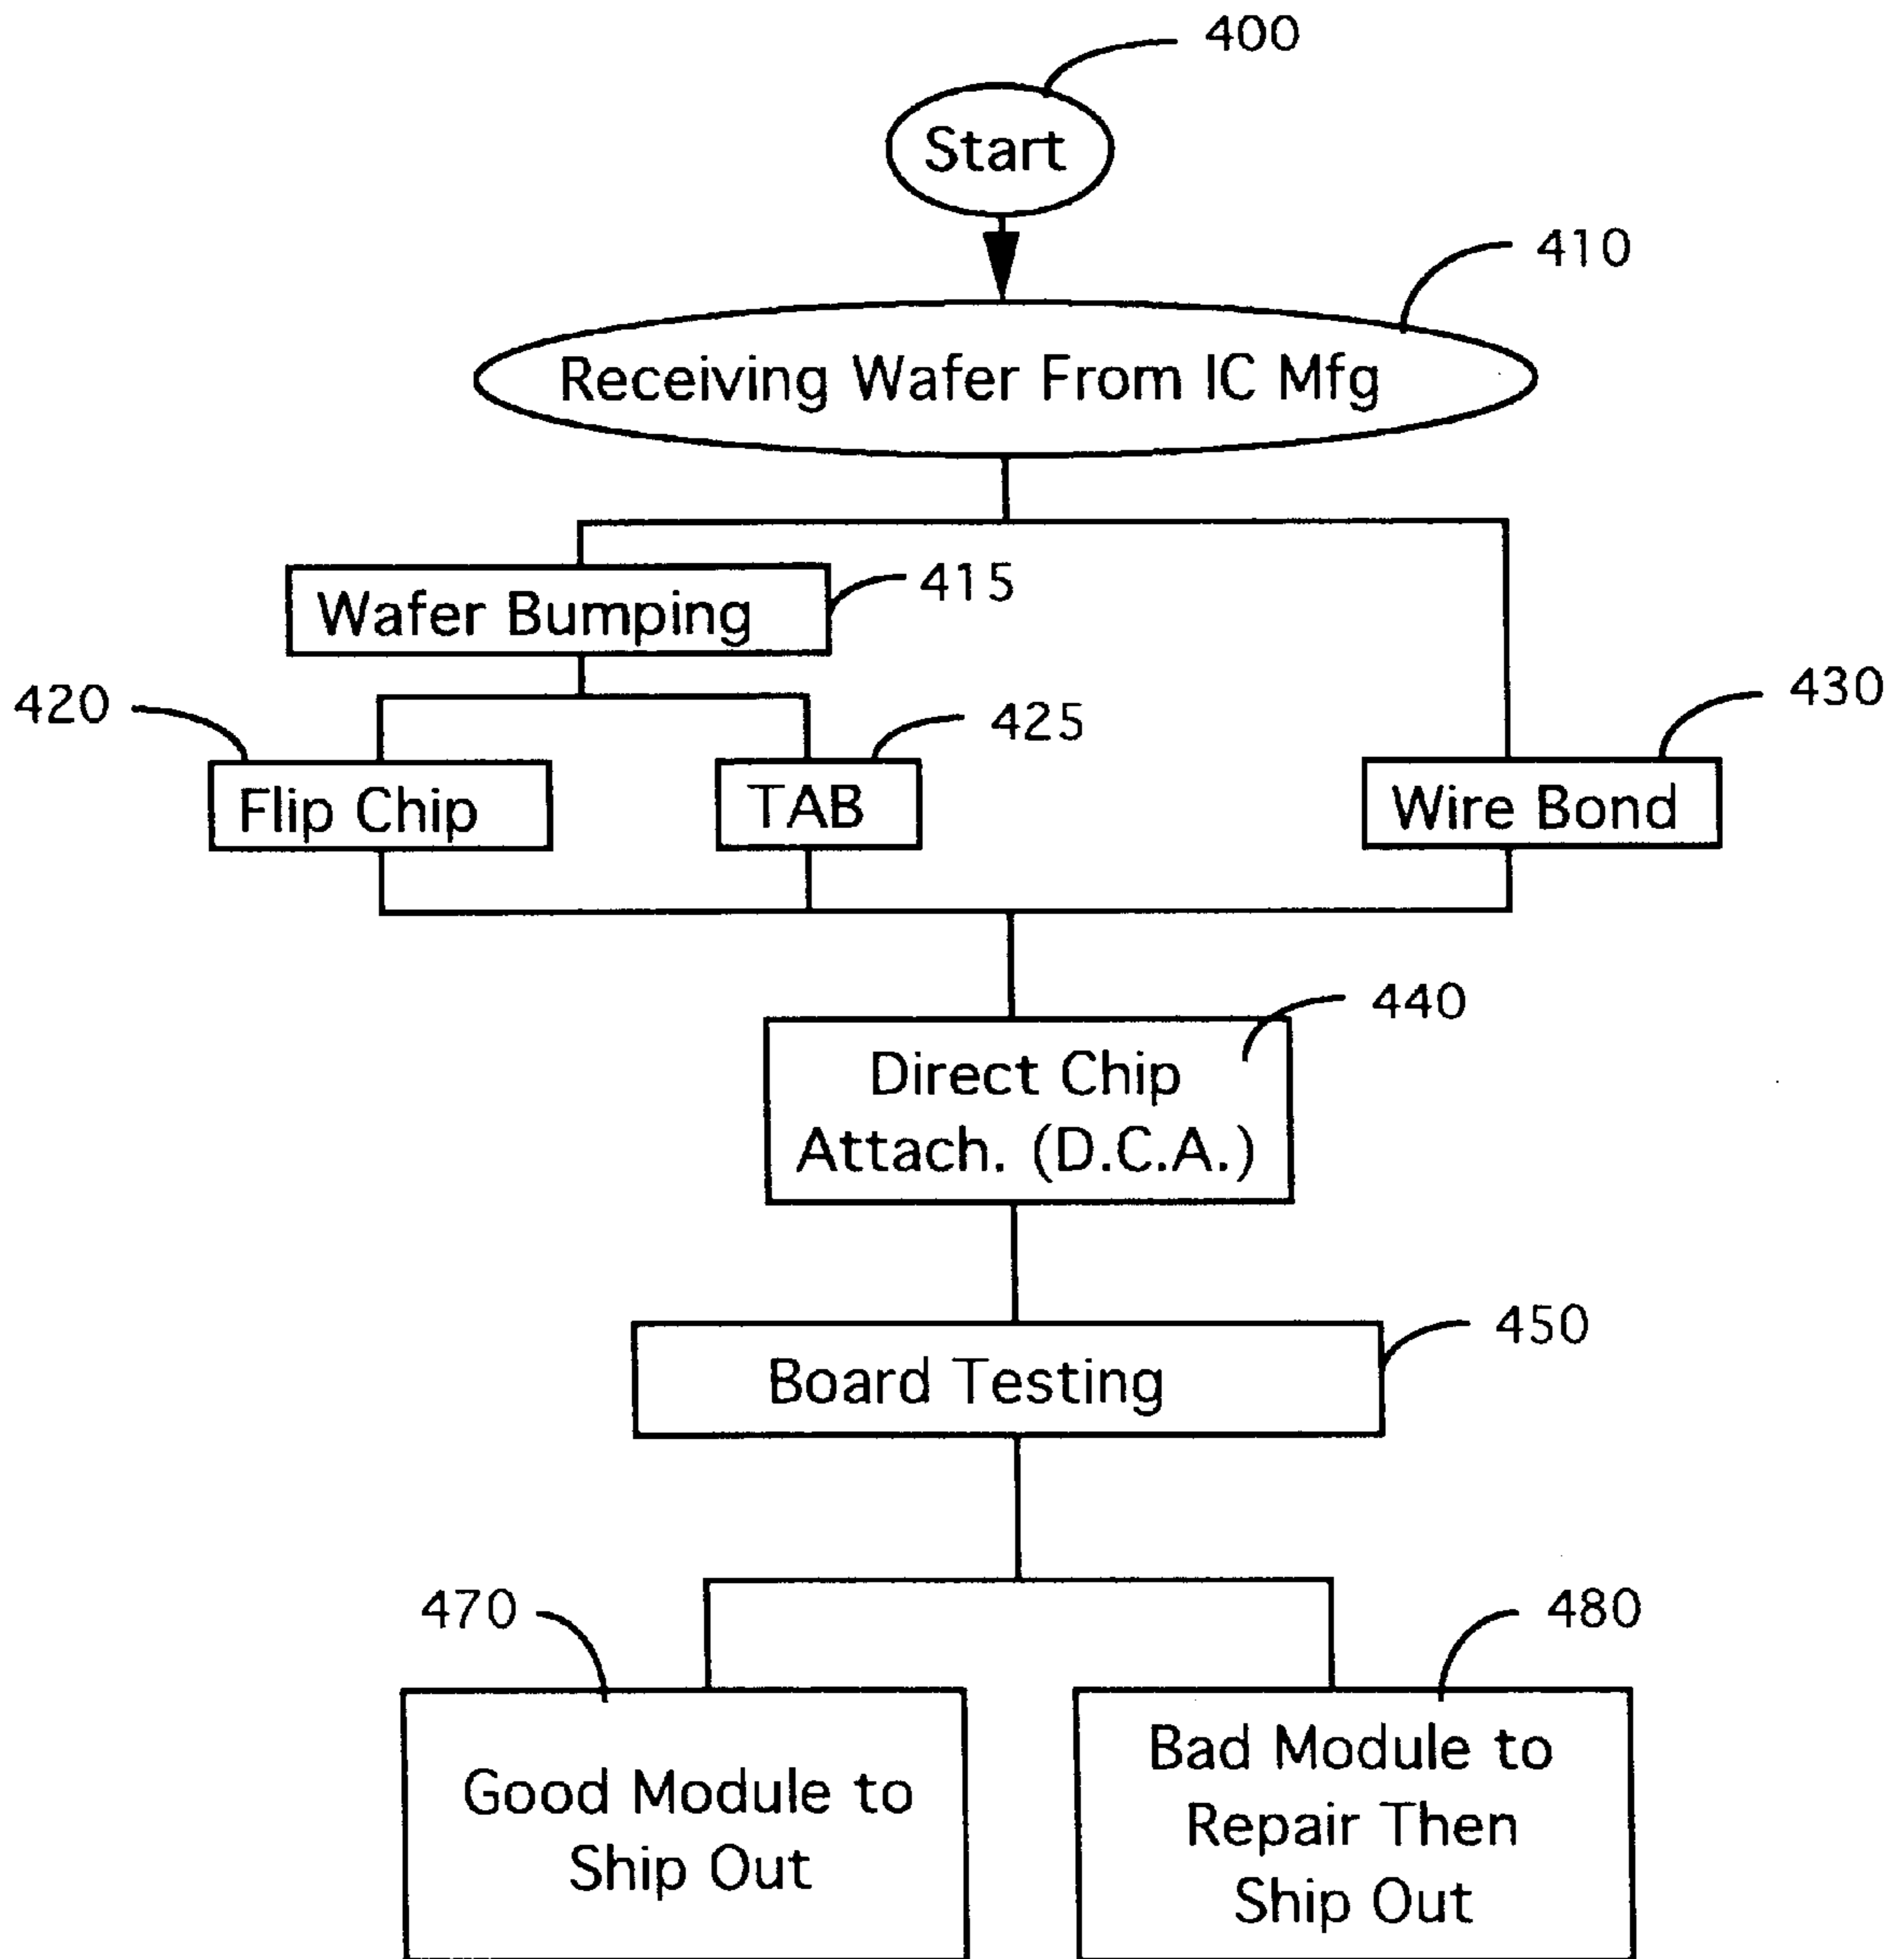 400
Start
410
Receiving Wafer From IC Mfg
415
Wafer Bumping
420
425
430
Flip Chip
TAB
Wire Bond
440
Direct Chip
Attach. (D.C.A.)
450
Board Testing
470
480
Good Module to
Ship Out
Bad Module to
Repair Then
Ship Out